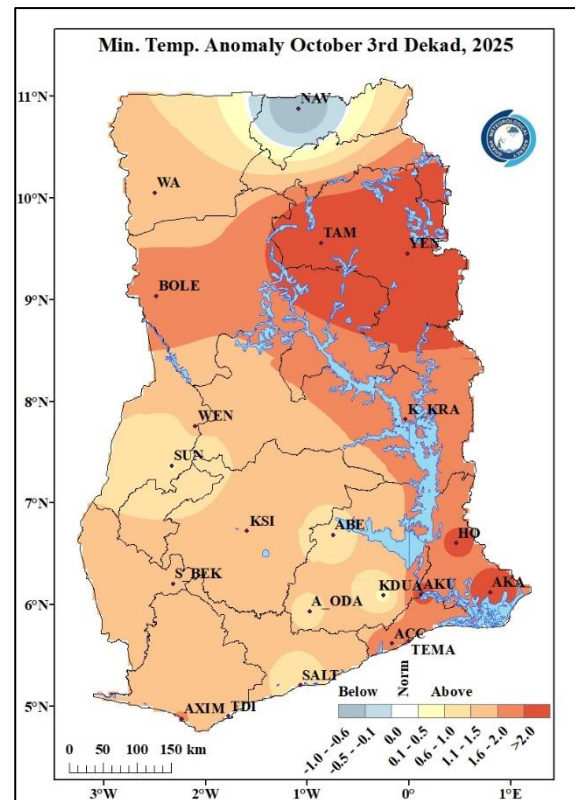 Min. Temp. Anomaly October 3rd Dekad, 2025
11°N
NAV
10°N
WA
TAM
YEN
9°N
BOLE
8°N
K_KRA
WEN
SUN
7°N
KSI
ABE
HO
S_BEK
6°N
KDUA
AKU
AKA
A_ODA
ACC
TEMA
SALT
5°N
AXIM
TDI
Below
Norm
Above
-1.0 - -0.6
-0.5 - -0.1
0.0
0.1 - 0.5
0.6 - 1.0
1.1 - 1.5
1.6 - 2.0
>2.0
0 50 100 150 km
3°W 2°W 1°W 0° 1°E